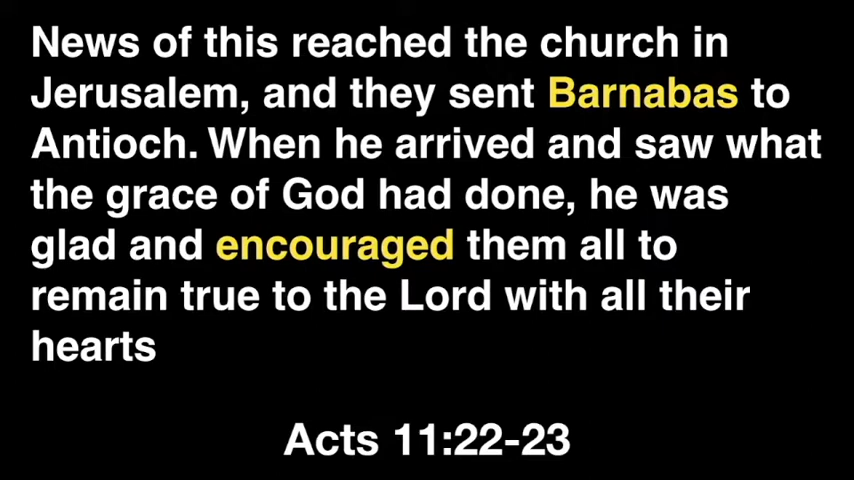 News of this reached the church in
Jerusalem, and they sent Barnabas to
Antioch. When he arrived and saw what
the grace of God had done, he was
glad and encouraged them all to
remain true to the Lord with all their
hearts
Acts 11:22-23